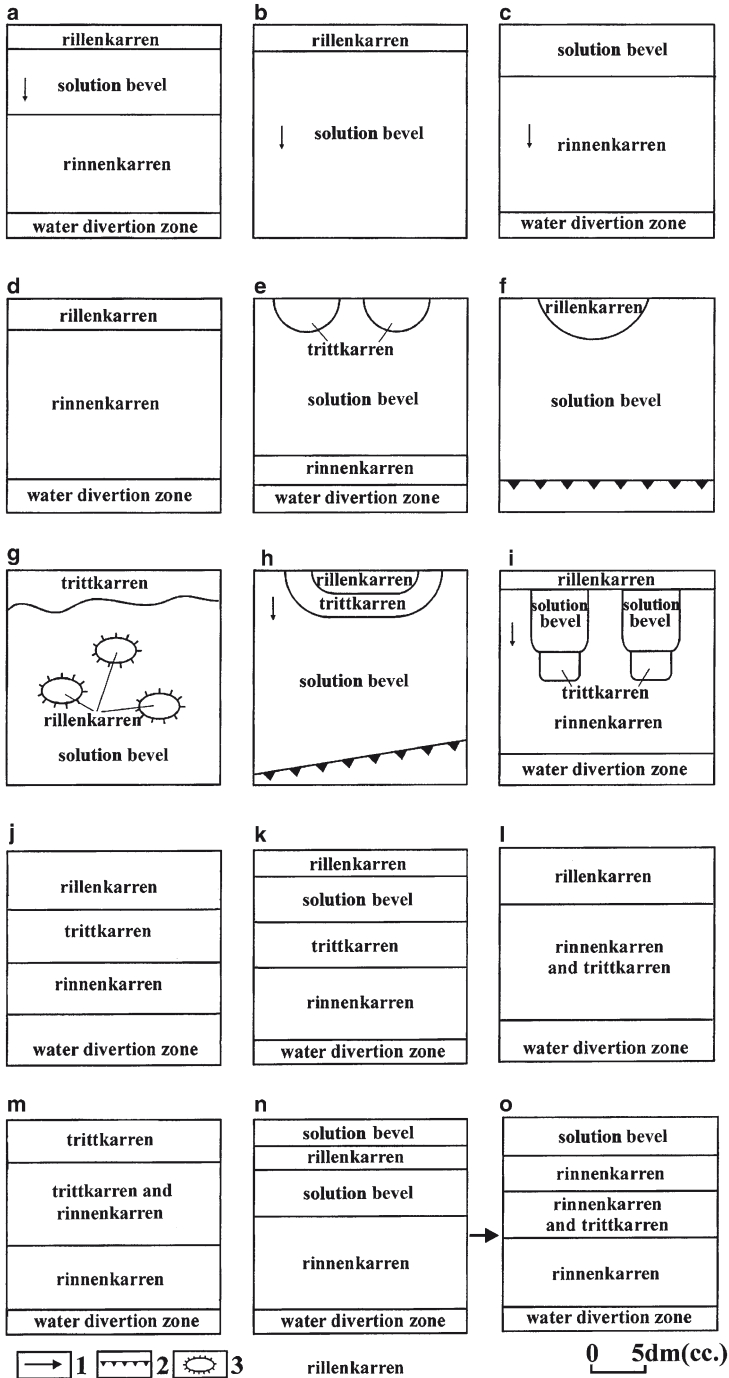 a
rillenkarren
solution bevel
rinnenkarren
water divertion zone
b
rillenkarren
solution bevel
c
solution bevel
rinnenkarren
water divertion zone
d
rillenkarren
rinnenkarren
water divertion zone
e
trittkarren
solution bevel
rinnenkarren
water divertion zone
f
rillenkarren
solution bevel
g
trittkarren
rillenkarren
solution bevel
h
rillenkarren
trittkarren
solution bevel
i
rillenkarren
solution
bevel
solution
bevel
trittkarren
rinnenkarren
water divertion zone
j
rillenkarren
trittkarren
rinnenkarren
water divertion zone
k
rillenkarren
solution bevel
trittkarren
rinnenkarren
water divertion zone
l
rillenkarren
rinnenkarren
and trittkarren
water divertion zone
m
trittkarren
trittkarren and
rinnenkarren
rinnenkarren
water divertion zone
n
solution bevel
rillenkarren
solution bevel
rinnenkarren
water divertion zone
o
solution bevel
rinnenkarren
rinnenkarren
and trittkarren
rinnenkarren
water divertion zone
1 2 3
rillenkarren
0 5dm(cc.)